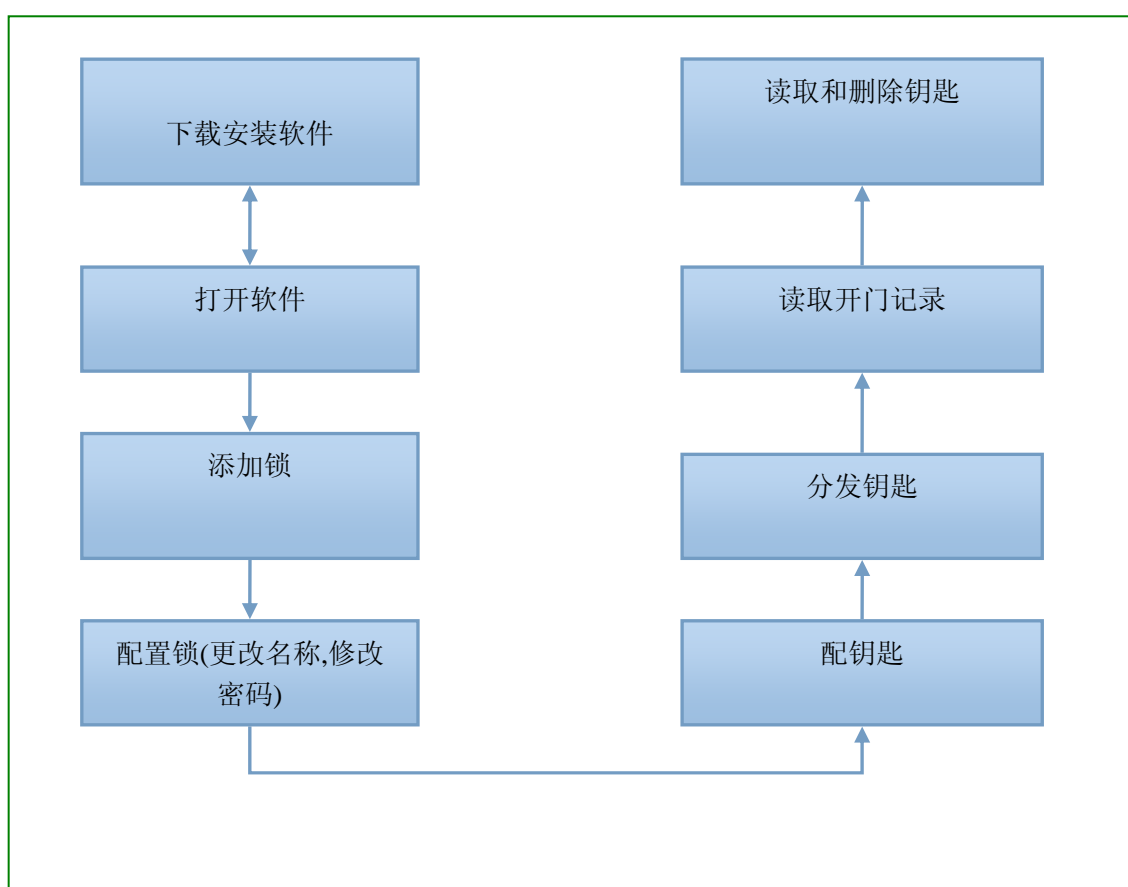 下载安装软件
打开软件
添加锁
配置锁(更改名称,修改
密码)
读取和删除钥匙
读取开门记录
分发钥匙
配钥匙